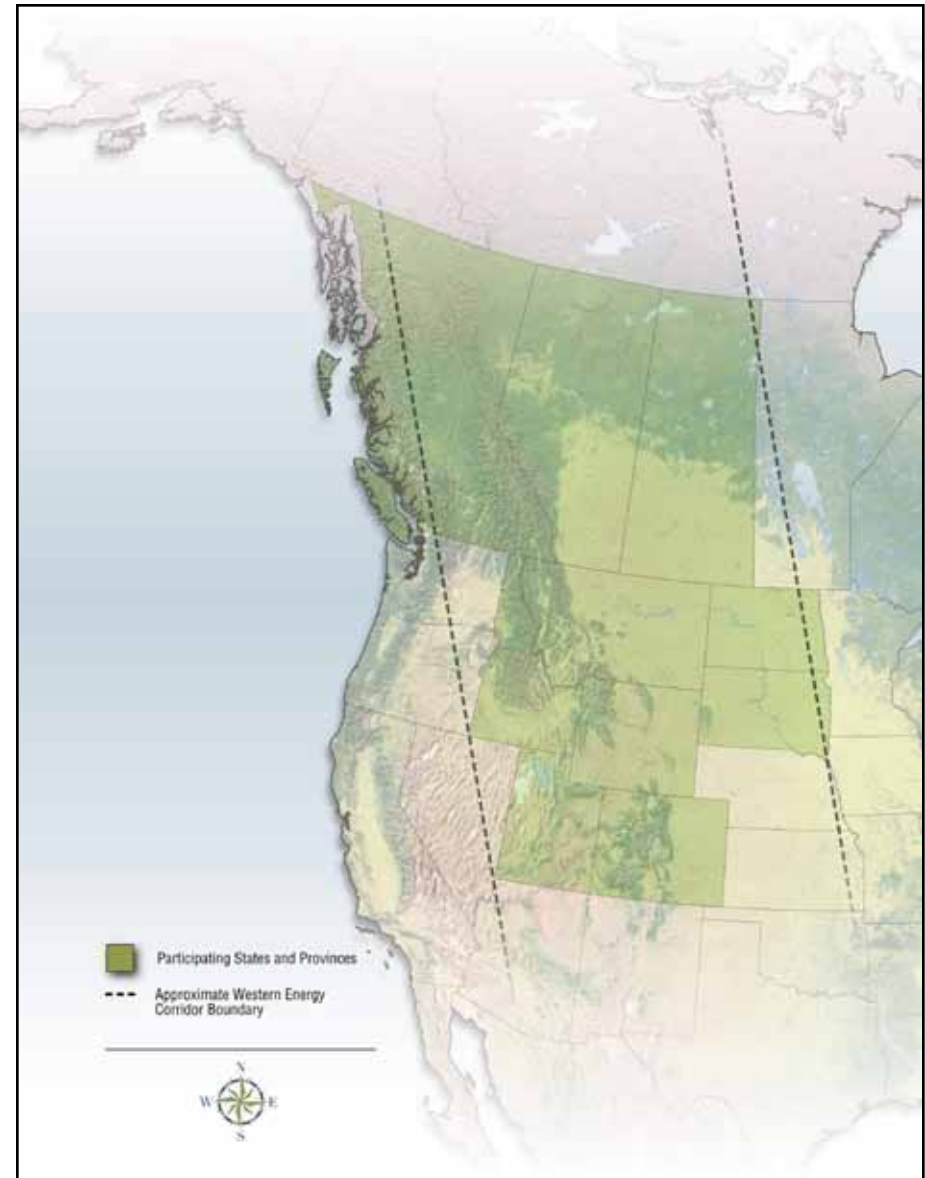 Participating States and Provinces
Approximate Western Energy
Corridor Boundary
N
W E
S